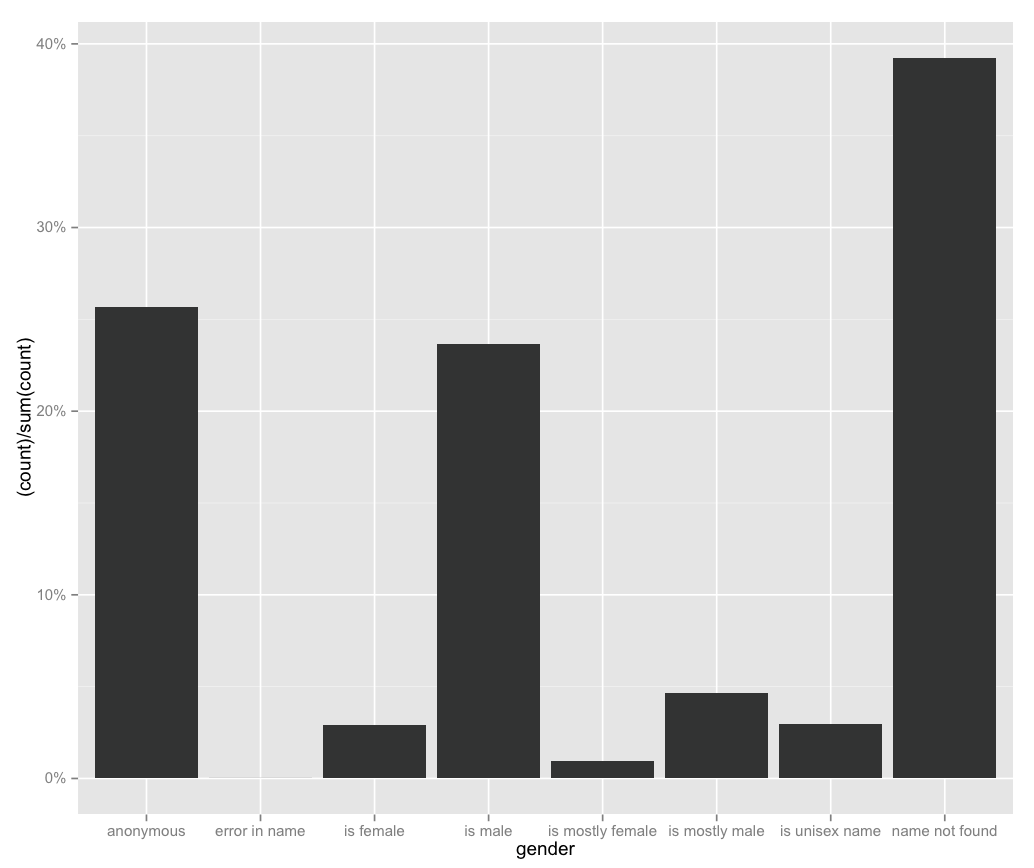 40%
30%
20%
10%
0%
(count)/sum(count)
anonymous error in name is female is male is mostly female is mostly male is unisex name name not found
gender